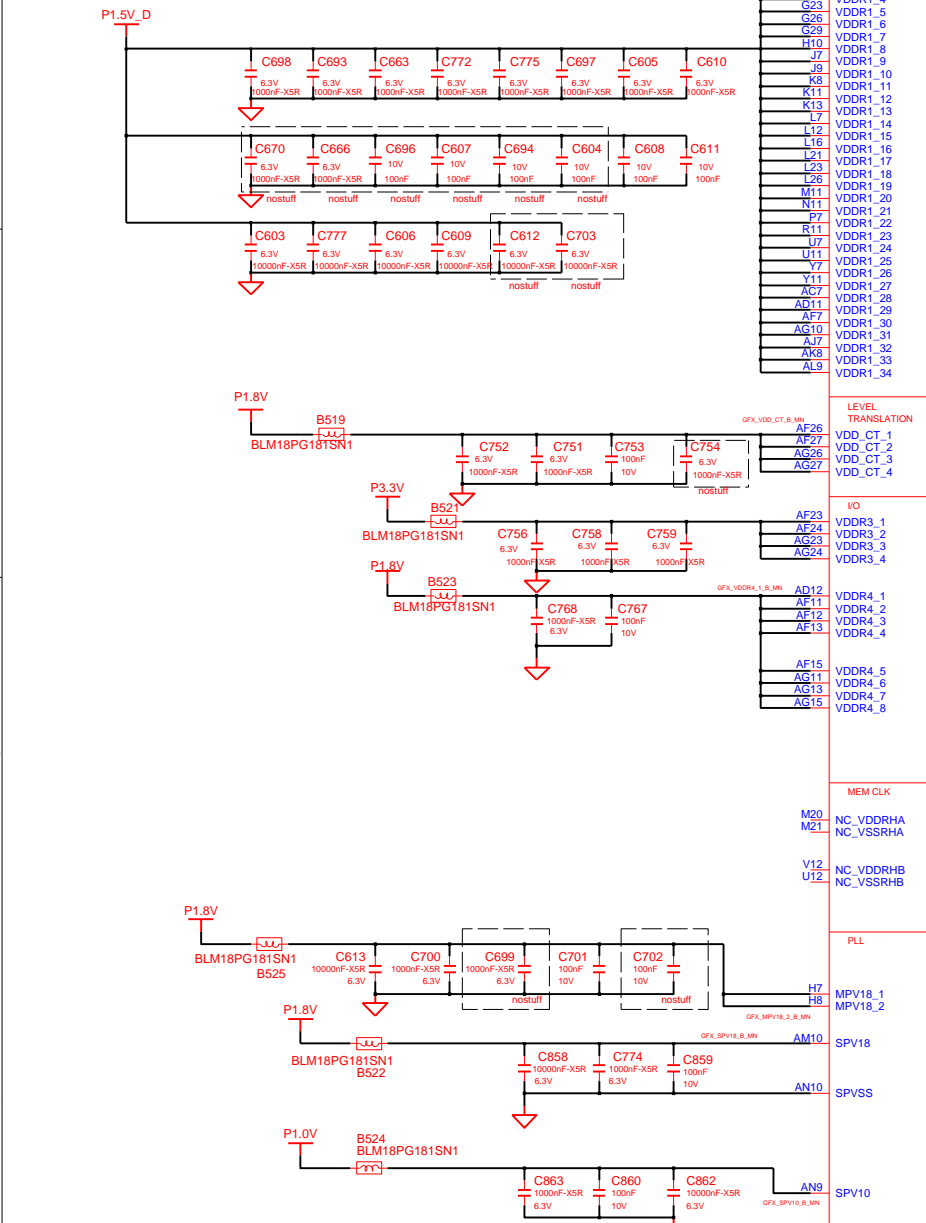 P1.5V_D
G23 VDDR1_5
G26 VDDR1_6
G29 VDDR1_7
H10 VDDR1_8
J7 VDDR1_9
J9 VDDR1_10
K8 VDDR1_11
K11 VDDR1_12
K13 VDDR1_13
L7 VDDR1_14
L12 VDDR1_15
L16 VDDR1_16
L21 VDDR1_17
L23 VDDR1_18
L26 VDDR1_19
M11 VDDR1_20
N11 VDDR1_21
P7 VDDR1_22
R11 VDDR1_23
U7 VDDR1_24
U11 VDDR1_25
Y7 VDDR1_26
Y11 VDDR1_27
AC7 VDDR1_28
AD11 VDDR1_29
AF7 VDDR1_30
AG10 VDDR1_31
AJ7 VDDR1_32
AK8 VDDR1_33
AL9 VDDR1_34
C698 C693 C663 C772 C775 C697 C605 C610
6.3V 6.3V 6.3V 6.3V 6.3V 6.3V 6.3V 6.3V
1000nF-X5R 1000nF-X5R 1000nF-X5R 1000nF-X5R 1000nF-X5R 1000nF-X5R 1000nF-X5R 1000nF-X5R
C670 C666 C696 C607 C694 C604 C608 C611
6.3V 6.3V 10V 10V 10V 10V 10V 10V
1000nF-X5R 1000nF-X5R 100nF 100nF 100nF 100nF 100nF 100nF
nostuff nostuff nostuff nostuff nostuff nostuff
C603 C777 C606 C609 C612 C703
6.3V 6.3V 6.3V 6.3V 6.3V 6.3V
10000nF-X5R 10000nF-X5R 10000nF-X5R 10000nF-X5R 10000nF-X5R 10000nF-X5R
nostuff nostuff
P1.8V
B519
BLM18PG181SN1
C752 C751 C753 C754
6.3V 6.3V 100nF 6.3V
1000nF-X5R 1000nF-X5R 10V 1000nF-X5R
nostuff
GFX_VDD_CT_B_MN
LEVEL
TRANSLATION
AF26 VDD_CT_1
AF27 VDD_CT_2
AG26 VDD_CT_3
AG27 VDD_CT_4
P3.3V
B521
BLM18PG181SN1
C756 C758 C759
6.3V 6.3V 6.3V
1000nF-X5R 1000nF-X5R 1000nF-X5R
I/O
AF23 VDDR3_1
AF24 VDDR3_2
AG23 VDDR3_3
AG24 VDDR3_4
P1.8V
B523
BLM18PG181SN1
C768 C767
1000nF-X5R 100nF
6.3V 10V
GFX_VDDR4_1_B_MN
AD12 VDDR4_1
AF11 VDDR4_2
AF12 VDDR4_3
AF13 VDDR4_4
AF15 VDDR4_5
AG11 VDDR4_6
AG13 VDDR4_7
AG15 VDDR4_8
MEM CLK
M20 NC_VDDRHA
M21 NC_VSSRHA
V12 NC_VDDRHB
U12 NC_VSSRHB
P1.8V
BLM18PG181SN1
B525
C613 C700 C699 C701 C702
10000nF-X5R 1000nF-X5R 1000nF-X5R 100nF 100nF
6.3V 6.3V 6.3V 10V 10V
nostuff nostuff
PLL
H7 MPV18_1
H8 MPV18_2
GFX_MPV18_2_B_MN
P1.8V
BLM18PG181SN1
B522
C858 C774 C859
10000nF-X5R 1000nF-X5R 100nF
6.3V 6.3V 10V
GFX_SPV18_B_MN
AM10 SPV18
AN10 SPVSS
P1.0V
B524
BLM18PG181SN1
C863 C860 C862
1000nF-X5R 100nF 10000nF-X5R
6.3V 10V 6.3V
GFX_SPV10_B_MN
AN9 SPV10